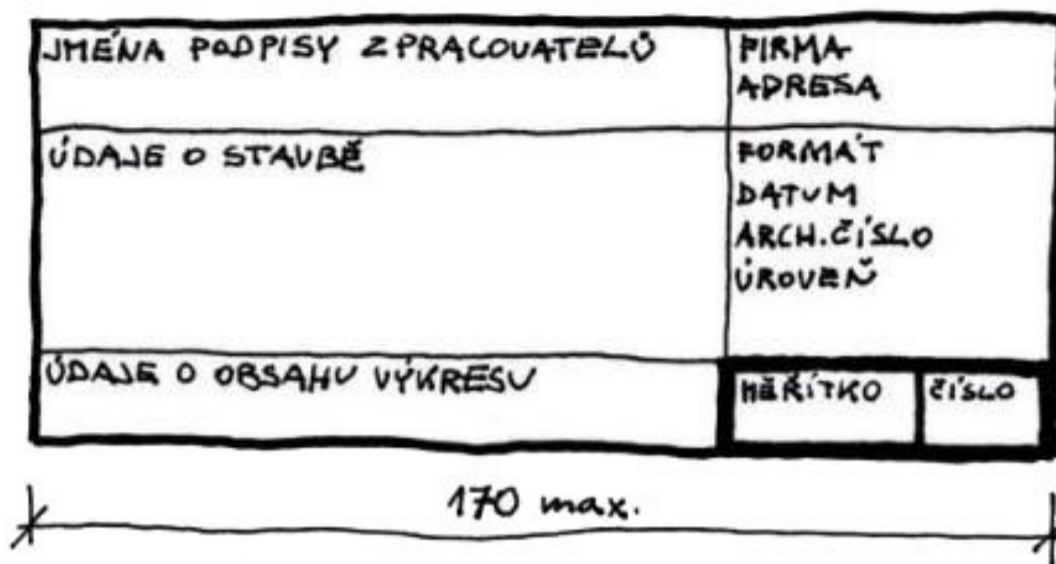 JMÉNA PODPISY ZPRACOVATELŮ
FIRMA
ADRESA
ÚDAJE O STAVBĚ
FORMÁT
DATUM
ARCH. ČÍSLO
ÚROVEŇ
ÚDAJE O OBSAHU VÝKRESU
MĚŘÍTKO
ČÍSLO
170 max.